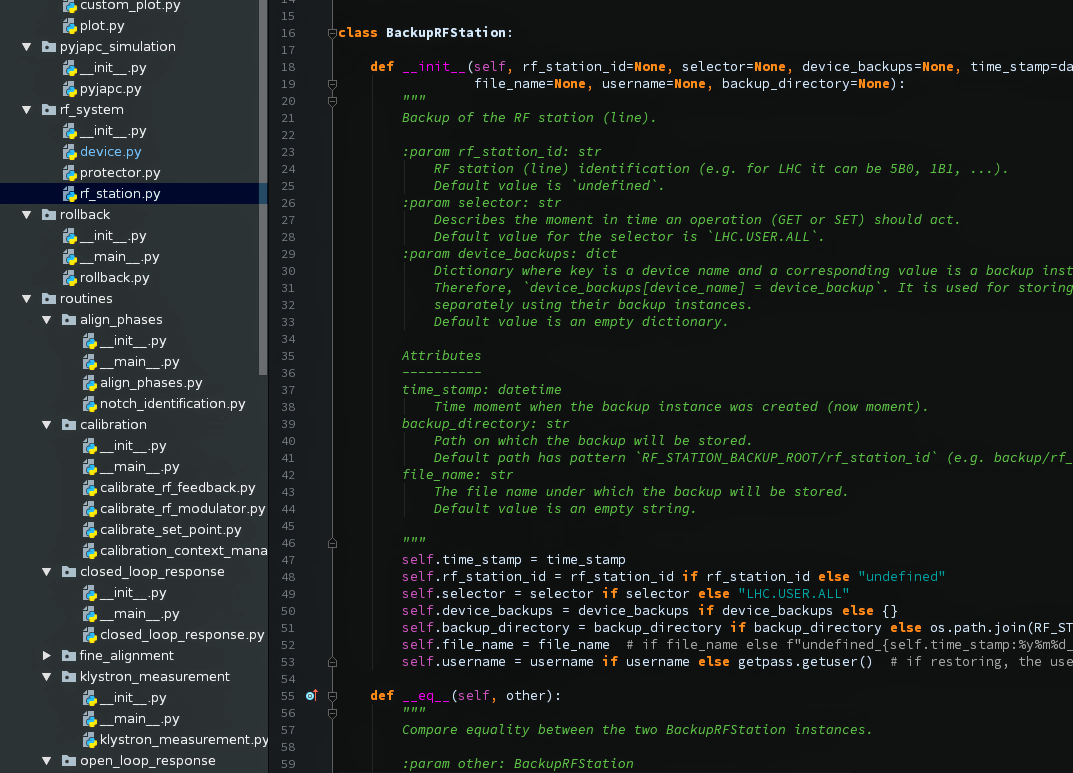 custom_plot.py
plot.py
pyjapc_simulation
__init__.py
pyjapc.py
rf_system
__init__.py
device.py
protector.py
rf_station.py
rollback
__init__.py
__main__.py
rollback.py
routines
align_phases
__init__.py
__main__.py
align_phases.py
notch_identification.py
calibration
__init__.py
__main__.py
calibrate_rf_feedback.py
calibrate_rf_modulator.py
calibrate_set_point.py
calibration_context_mana
closed_loop_response
__init__.py
__main__.py
closed_loop_response.py
fine_alignment
klystron_measurement
__init__.py
__main__.py
klystron_measurement.py
open_loop_response
14
15
16 class BackupRFStation:
17
18 def __init__(self, rf_station_id=None, selector=None, device_backups=None, time_stamp=da
19 file_name=None, username=None, backup_directory=None):
20 """
21 Backup of the RF station (line).
22
23 :param rf_station_id: str
24 RF station (line) identification (e.g. for LHC it can be 5B0, 1B1, ...).
25 Default value is `undefined`.
26 :param selector: str
27 Describes the moment in time an operation (GET or SET) should act.
28 Default value for the selector is `LHC.USER.ALL`.
29 :param device_backups: dict
30 Dictionary where key is a device name and a corresponding value is a backup inst
31 Therefore, `device_backups[device_name] = device_backup`. It is used for storing
32 separately using their backup instances.
33 Default value is an empty dictionary.
34
35 Attributes
36 ----------
37 time_stamp: datetime
38 Time moment when the backup instance was created (now moment).
39 backup_directory: str
40 Path on which the backup will be stored.
41 Default path has pattern `RF_STATION_BACKUP_ROOT/rf_station_id` (e.g. backup/rf_
42 file_name: str
43 The file name under which the backup will be stored.
44 Default value is an empty string.
45
46 """
47 self.time_stamp = time_stamp
48 self.rf_station_id = rf_station_id if rf_station_id else "undefined"
49 self.selector = selector if selector else "LHC.USER.ALL"
50 self.device_backups = device_backups if device_backups else {}
51 self.backup_directory = backup_directory if backup_directory else os.path.join(RF_ST
52 self.file_name = file_name # if file_name else f"undefined_{self.time_stamp:%y%m%d_
53 self.username = username if username else getpass.getuser() # if restoring, the use
54
55 def __eq__(self, other):
56 """
57 Compare equality between the two BackupRFStation instances.
58
59 :param other: BackupRFStation